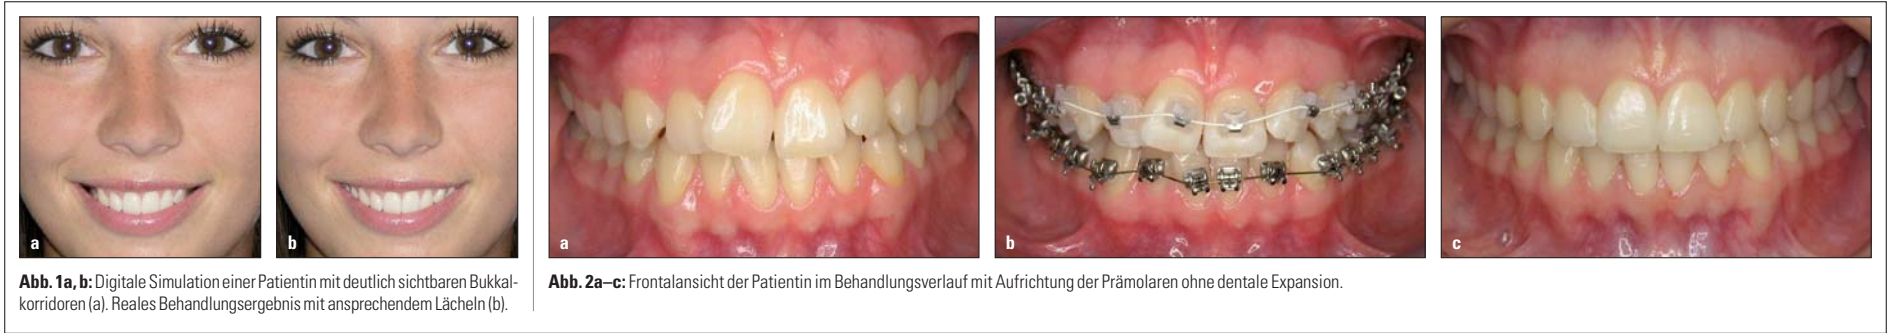 a
b
Abb. 1a, b: Digitale Simulation einer Patientin mit deutlich sichtbaren Bukkal-
korridoren (a). Reales Behandlungsergebnis mit ansprechendem Lächeln (b).
a
b
c
Abb. 2a–c: Frontalansicht der Patientin im Behandlungsverlauf mit Aufrichtung der Prämolaren ohne dentale Expansion.